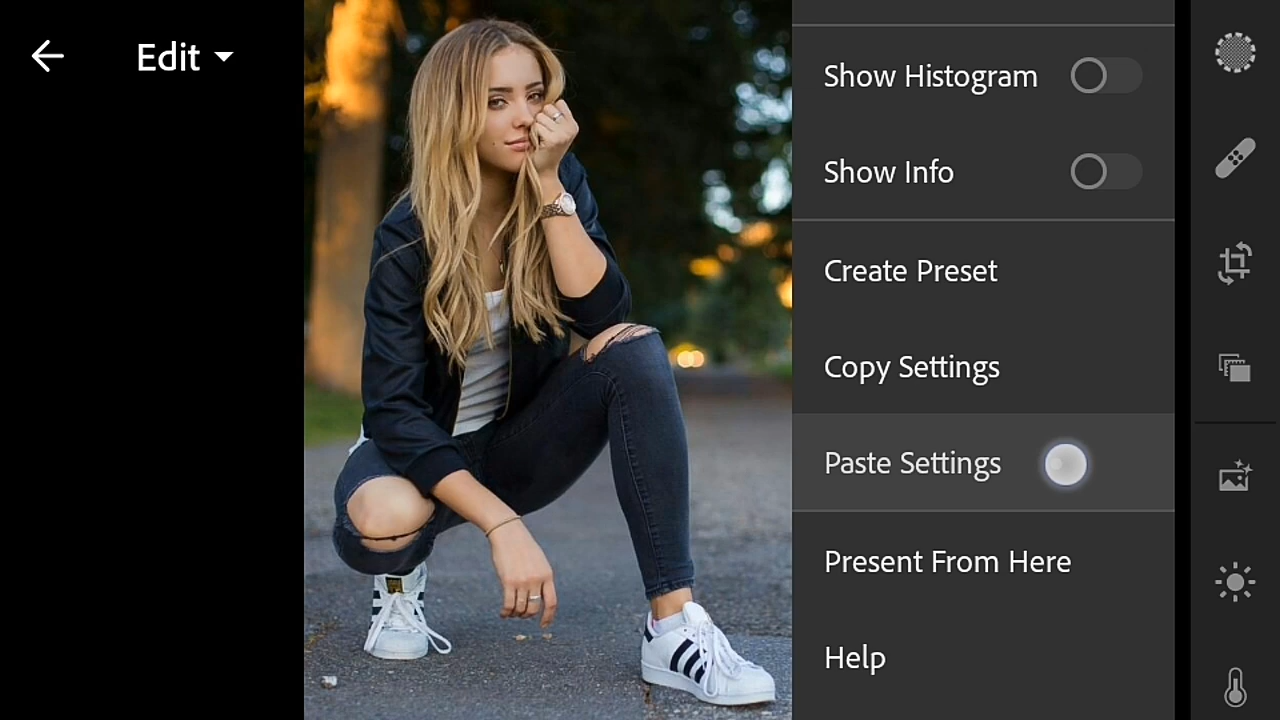 Edit
Show Histogram
Show Info
Create Preset
Copy Settings
Paste Settings
Present From Here
Help